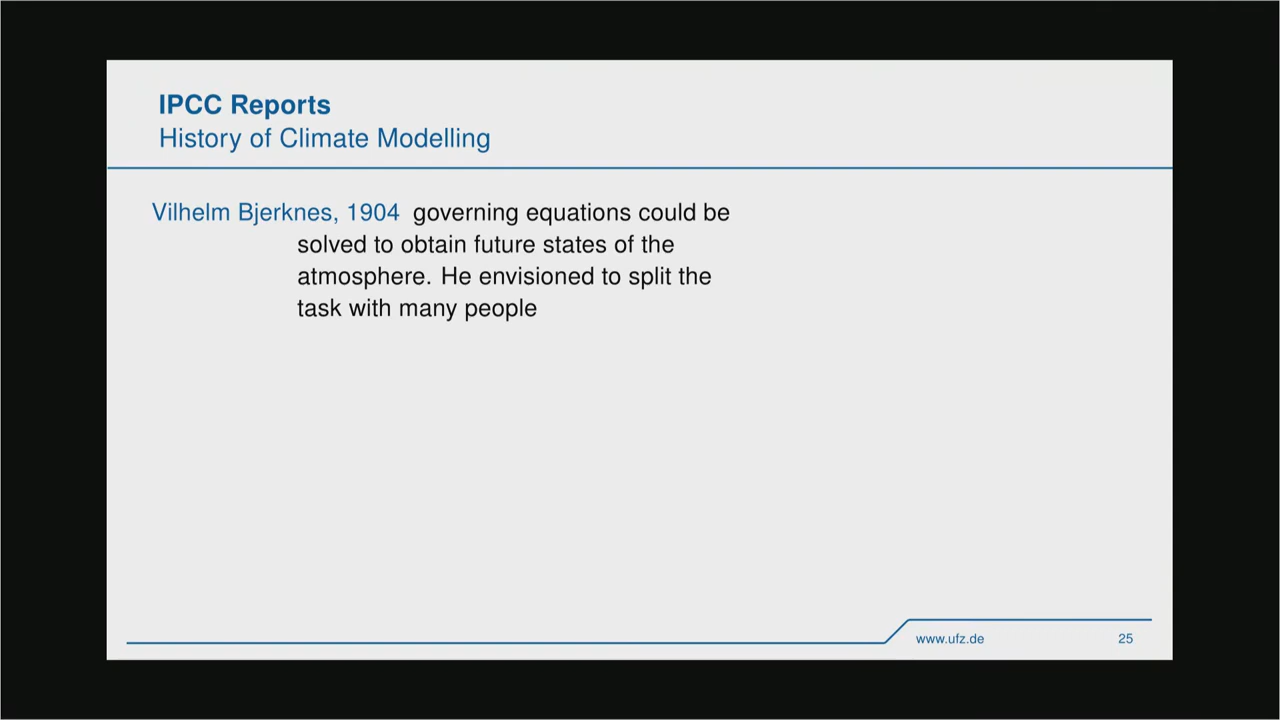 IPCC Reports
History of Climate Modelling
Vilhelm Bjerknes, 1904 governing equations could be
solved to obtain future states of the
atmosphere. He envisioned to split the
task with many people
www.ufz.de 25